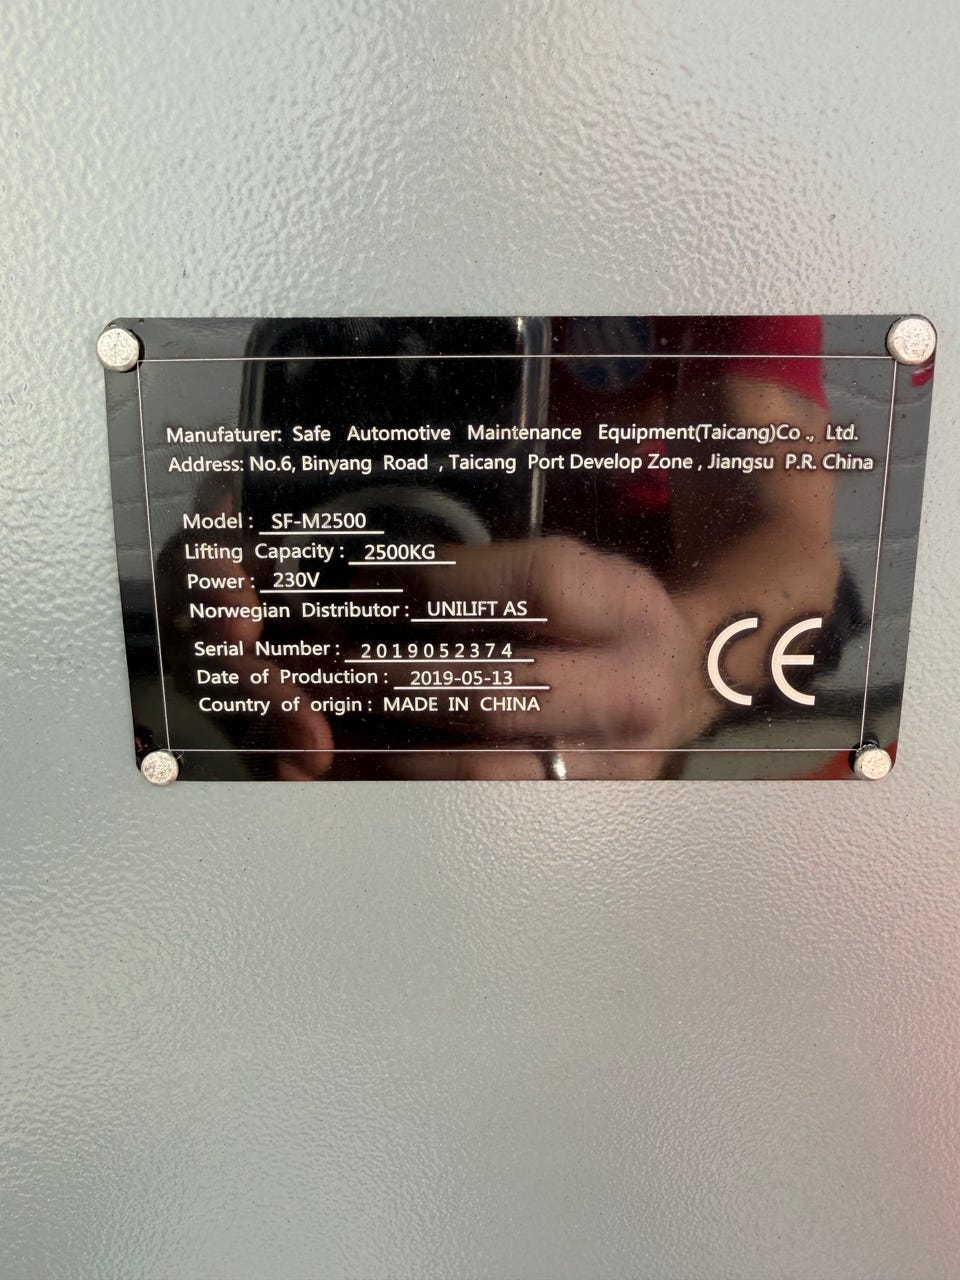 Manufaturer: Safe Automotive Maintenance Equipment(Taicang)Co., Ltd.
Address: No.6, Binyang Road , Taicang Port Develop Zone , Jiangsu P.R. China
Model : SF-M2500
Lifting Capacity : 2500KG
Power : 230V
Norwegian Distributor : UNILIFT AS
Serial Number : 2019052374
Date of Production : 2019-05-13
Country of origin : MADE IN CHINA
CE